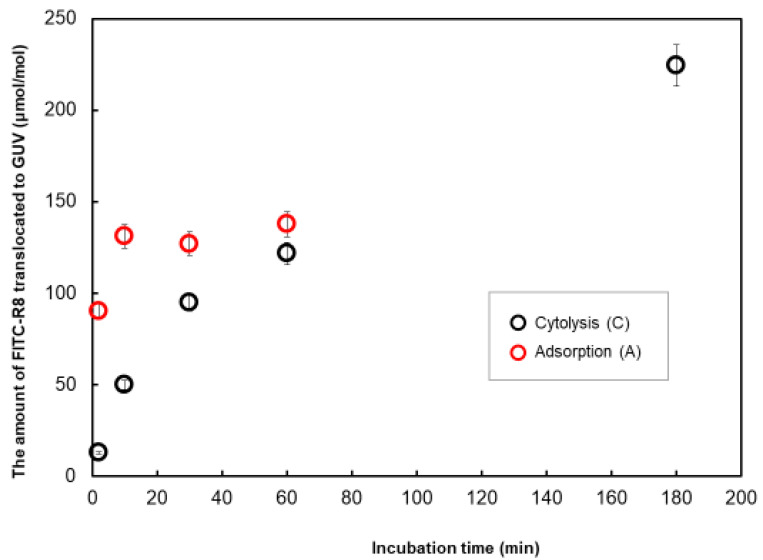 The amount of FITC-R8 translocated to GUV (μmol/mol)
250
200
150
100
50
0
Cytolysis (C)
Adsorption (A)
0 20 40 60 80 100 120 140 160 180 200
Incubation time (min)